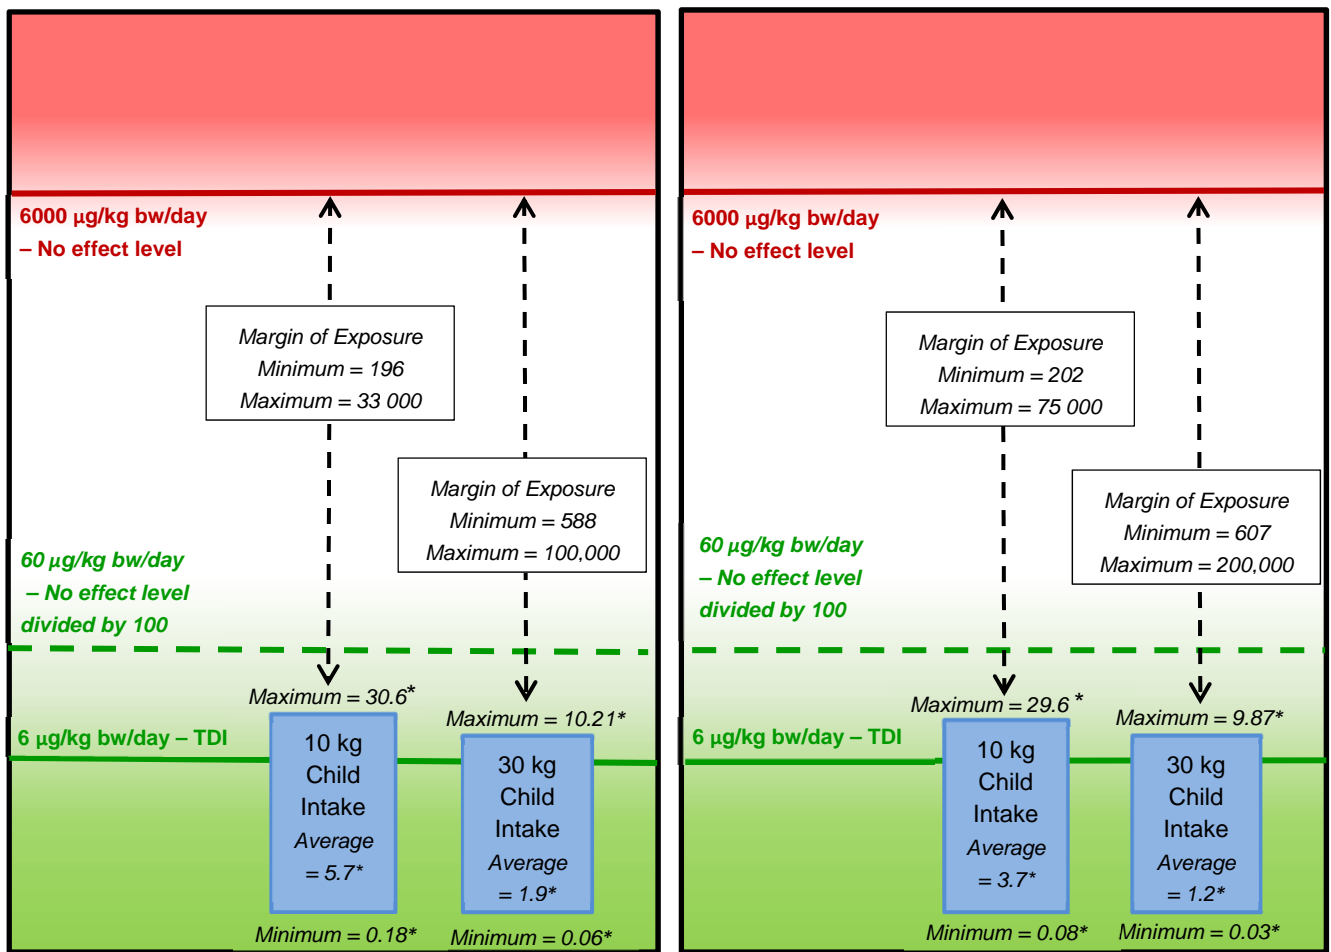 6000 µg/kg bw/day
– No effect level
Margin of Exposure
Minimum = 196
Maximum = 33 000
Margin of Exposure
Minimum = 588
Maximum = 100,000
60 µg/kg bw/day
– No effect level
divided by 100
Maximum = 30.6*
Maximum = 10.21*
6 µg/kg bw/day – TDI
10 kg
Child
Intake
Average
= 5.7*
30 kg
Child
Intake
Average
= 1.9*
Minimum = 0.18*
Minimum = 0.06*
6000 µg/kg bw/day
– No effect level
Margin of Exposure
Minimum = 202
Maximum = 75 000
Margin of Exposure
Minimum = 607
Maximum = 200,000
60 µg/kg bw/day
– No effect level
divided by 100
Maximum = 29.6 *
Maximum = 9.87*
6 µg/kg bw/day – TDI
10 kg
Child
Intake
Average
= 3.7*
30 kg
Child
Intake
Average
= 1.2*
Minimum = 0.08*
Minimum = 0.03*